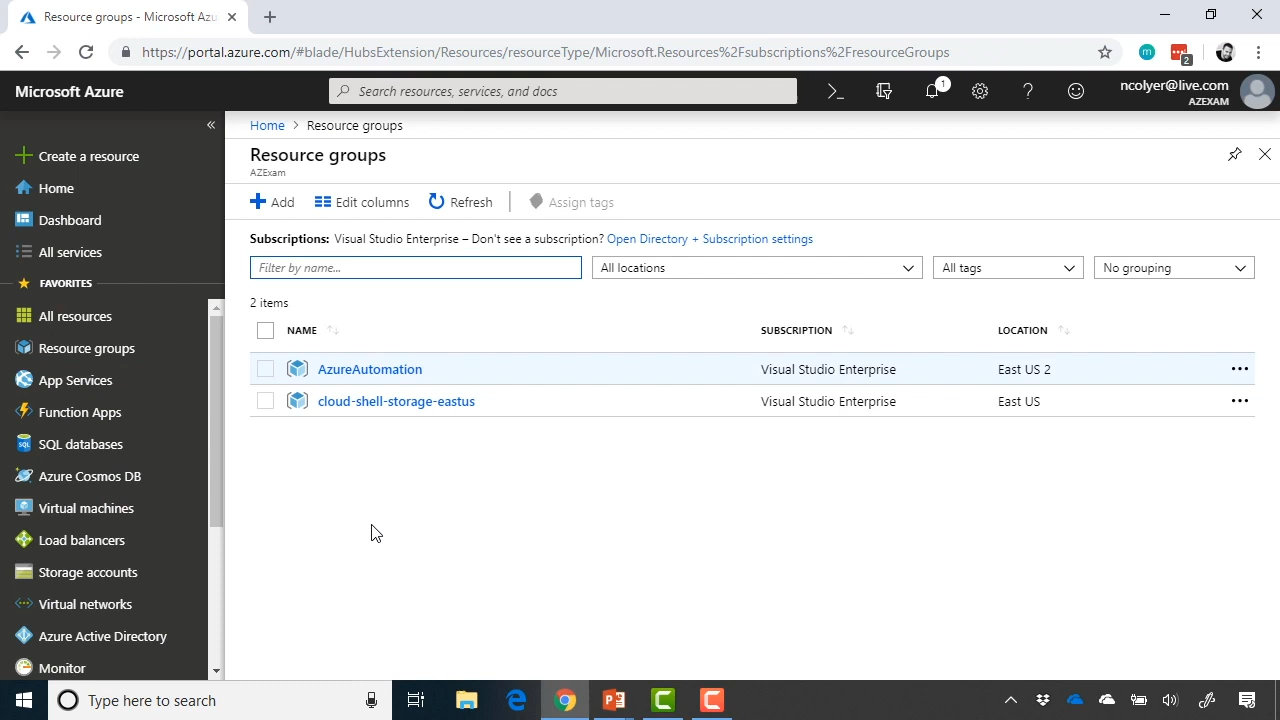 Resource groups - Microsoft Azu
https://portal.azure.com/#blade/HubsExtension/Resources/resourceType/Microsoft.Resources%2Fsubscriptions%2FresourceGroups
m
2
Microsoft Azure
Search resources, services, and docs
1
ncolyer@live.com
AZEXAM
Create a resource
Home
Dashboard
All services
FAVORITES
All resources
Resource groups
App Services
Function Apps
SQL databases
Azure Cosmos DB
Virtual machines
Load balancers
Storage accounts
Virtual networks
Azure Active Directory
Monitor
Home > Resource groups
Resource groups
AZExam
Add Edit columns Refresh Assign tags
Subscriptions: Visual Studio Enterprise – Don't see a subscription? Open Directory + Subscription settings
Filter by name... All locations All tags No grouping
2 items
NAME SUBSCRIPTION LOCATION
AzureAutomation Visual Studio Enterprise East US 2
cloud-shell-storage-eastus Visual Studio Enterprise East US
Type here to search